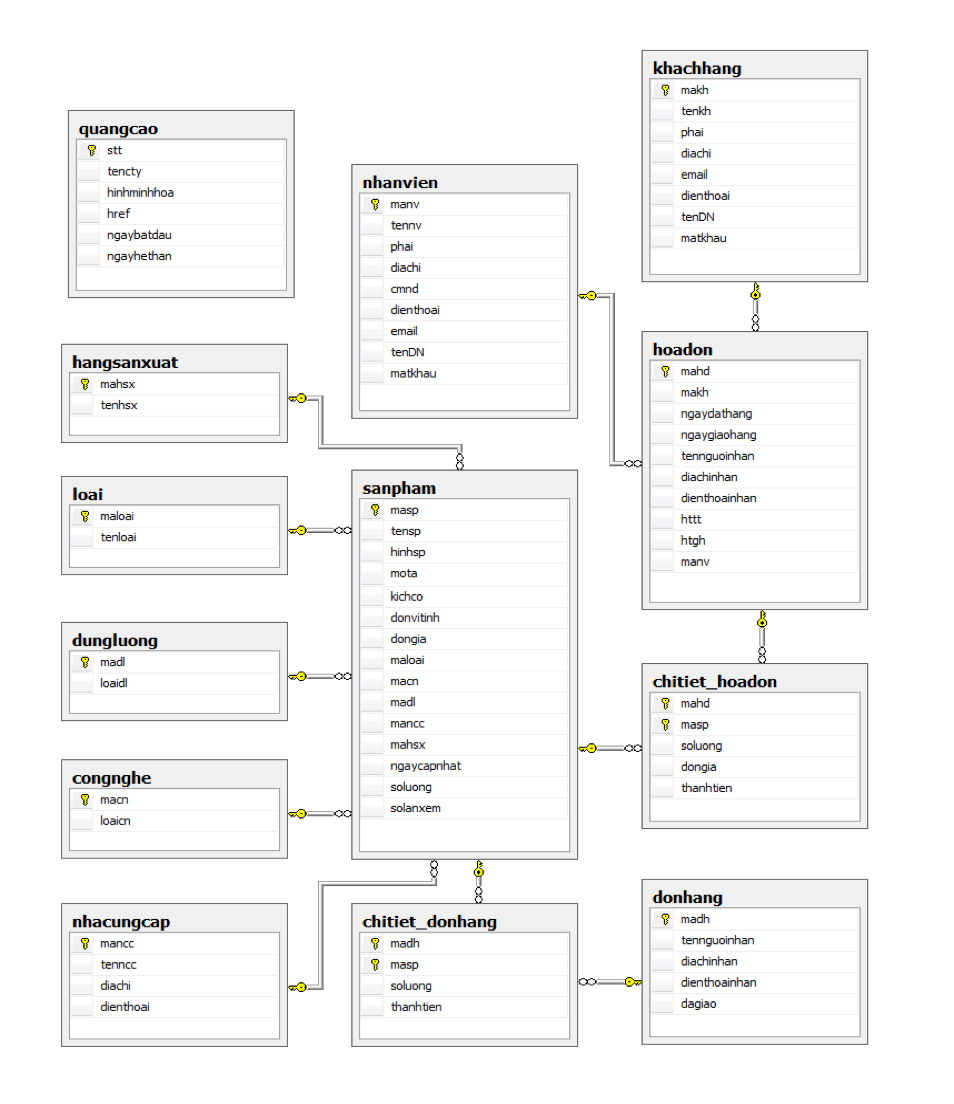 quangcao
stt
tencty
hinhminhhoa
href
ngaybatdau
ngayhethan
nhanvien
manv
tennv
phai
diachi
cmnd
dienthoai
email
tenDN
matkhau
khachhang
makh
tenkh
phai
diachi
email
dienthoai
tenDN
matkhau
hangsanxuat
mahsx
tenhsx
loai
maloai
tenloai
dungluong
madl
loaidl
congnghe
macn
loaicn
nhacungcap
mancc
tenncc
diachi
dienthoai
sanpham
masp
tensp
hinhsp
mota
kichco
donvitinh
dongia
maloai
macn
madl
mancc
mahsx
ngaycapnhat
soluong
solanxem
chitiet_donhang
madh
masp
soluong
thanhtien
hoadon
mahd
makh
ngaydathang
ngaygiaohang
tennguoinhan
diachinhan
dienthoainhan
httt
htgh
manv
chitiet_hoadon
mahd
masp
soluong
dongia
thanhtien
donhang
madh
tennguoinhan
diachinhan
dienthoainhan
dagiao